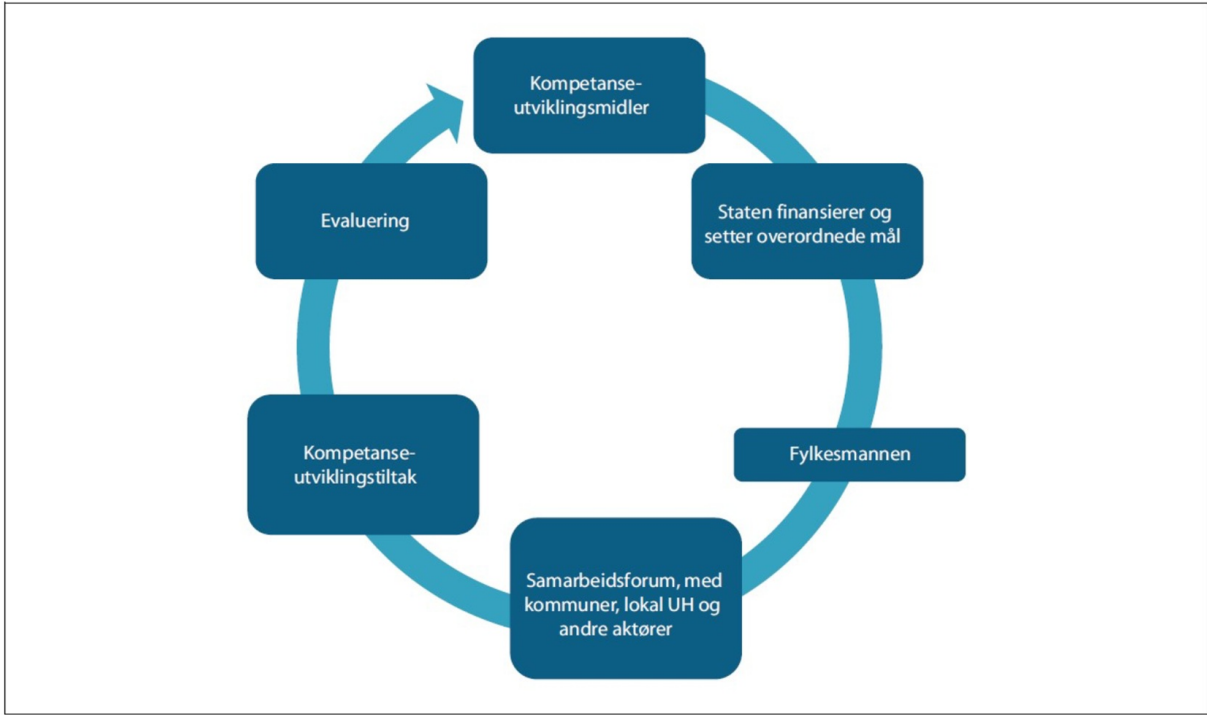 Kompetanse-
utviklingsmidler
Staten finansierer og
setter overordnede mål
Fylkesmannen
Samarbeidsforum, med
kommuner, lokal UH og
andre aktører
Kompetanse-
utviklingstiltak
Evaluering